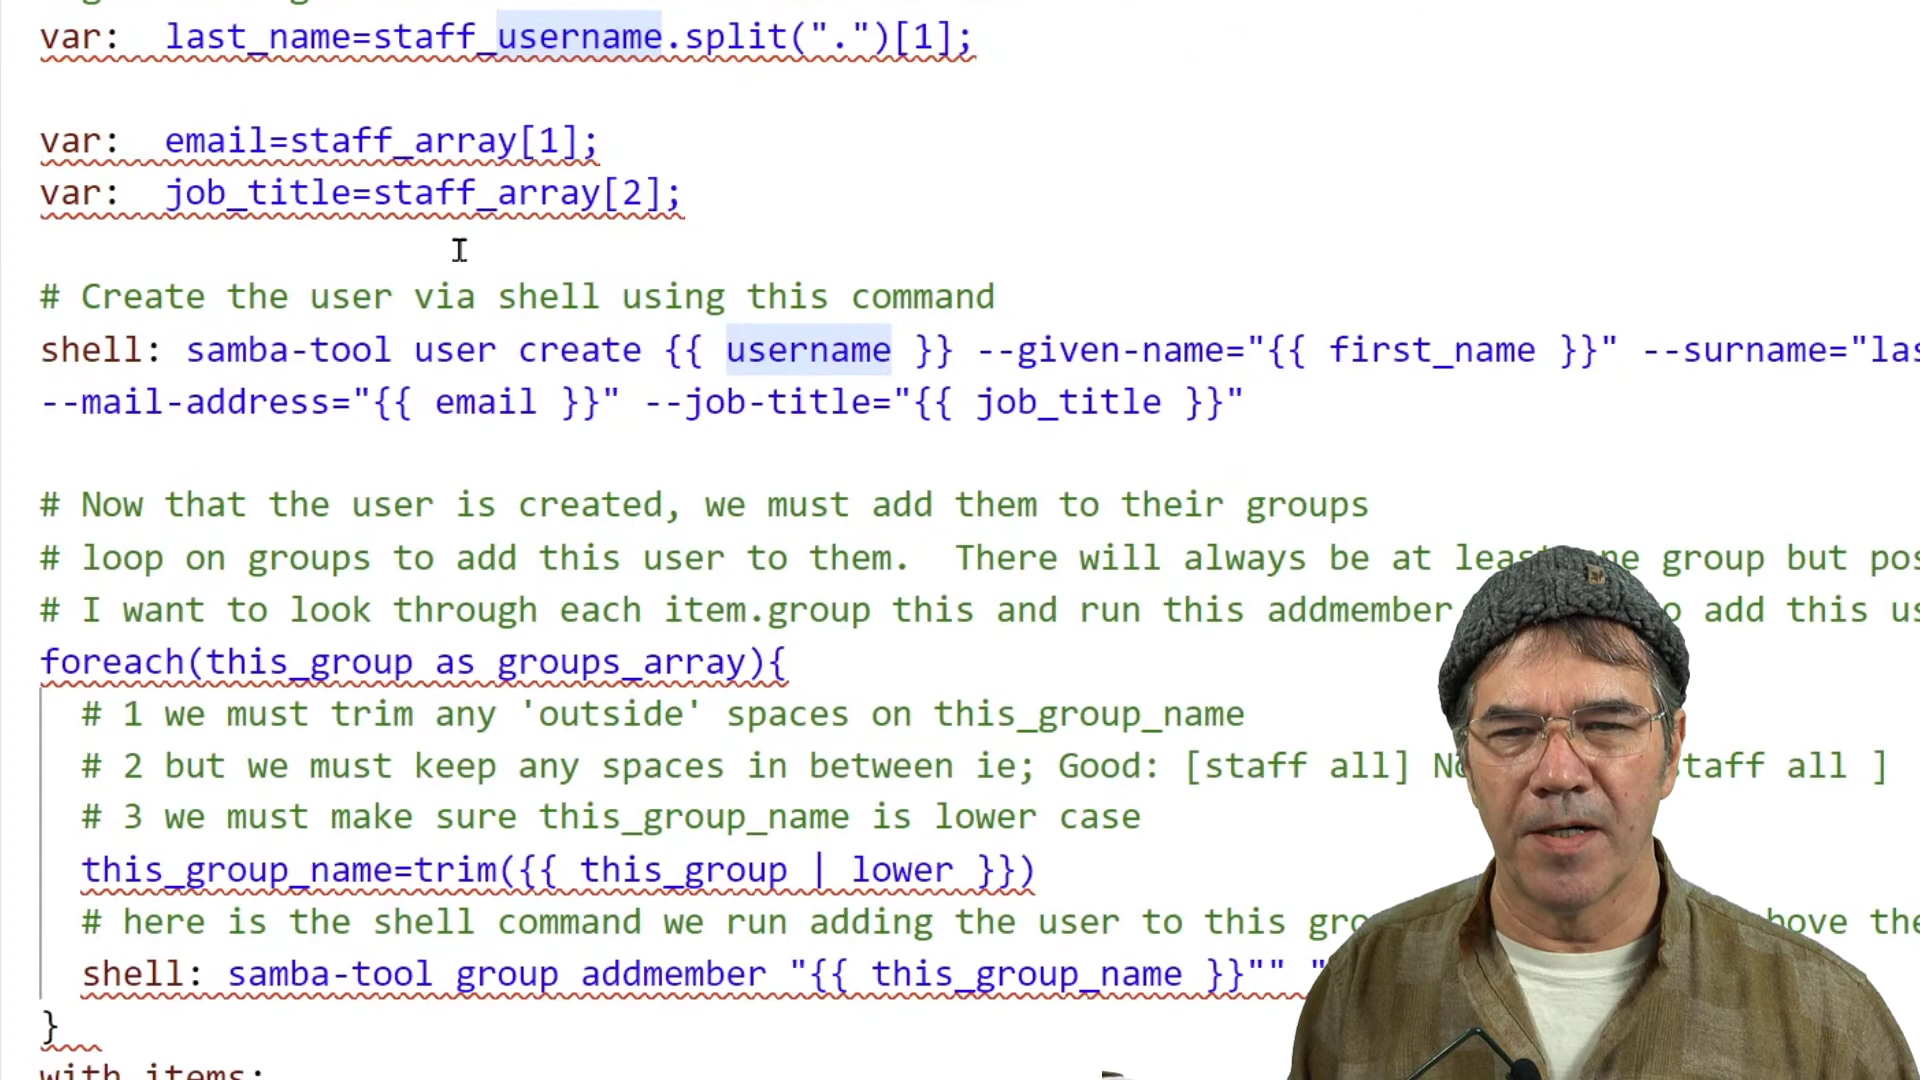 var:  last_name=staff_username.split(".")[1];
var:  email=staff_array[1];
var:  job_title=staff_array[2];
# Create the user via shell using this command
shell: samba-tool user create {{ username }} --given-name="{{ first_name }}" --surname="las
--mail-address="{{ email }}" --job-title="{{ job_title }}"
# Now that the user is created, we must add them to their groups
# loop on groups to add this user to them.  There will always be at least one group but pos
# I want to look through each item.group this and run this addmember add this us
foreach(this_group as groups_array){
# 1 we must trim any 'outside' spaces on this_group_name
# 2 but we must keep any spaces in between ie; Good: [staff all] taff all ]
# 3 we must make sure this_group_name is lower case
this_group_name=trim({{ this_group | lower }})
# here is the shell command we run adding the user to this gro the
shell: samba-tool group addmember "{{ this_group_name }}"" "
}
with_items: